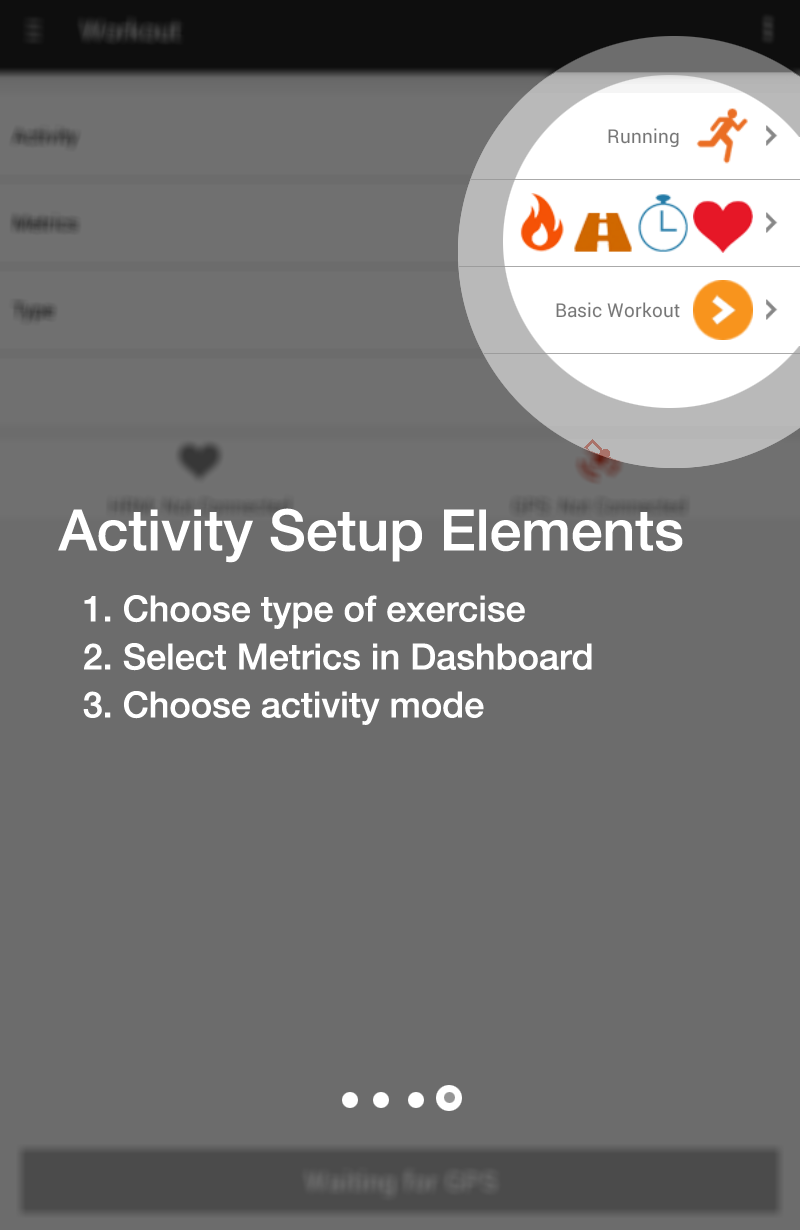 Workout
Activity
Running
Metrics
Type
Basic Workout
HRM: Not Connected
GPS: Not Connected
Activity Setup Elements
1. Choose type of exercise
2. Select Metrics in Dashboard
3. Choose activity mode
Waiting for GPS